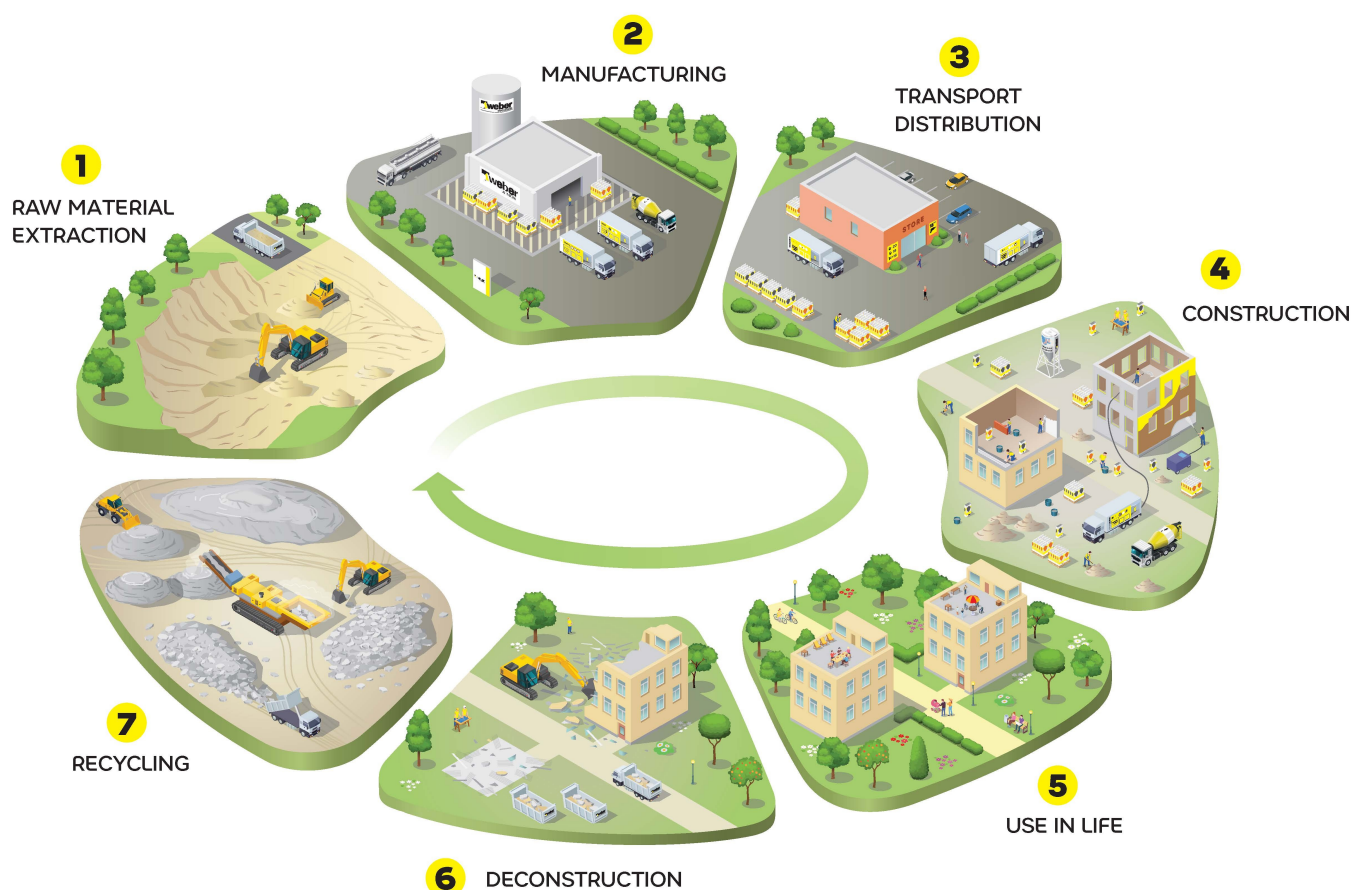 1
RAW MATERIAL
EXTRACTION
2
MANUFACTURING
weber
weber
3
TRANSPORT
DISTRIBUTION
STORE
4
CONSTRUCTION
5
USE IN LIFE
6
DECONSTRUCTION
7
RECYCLING